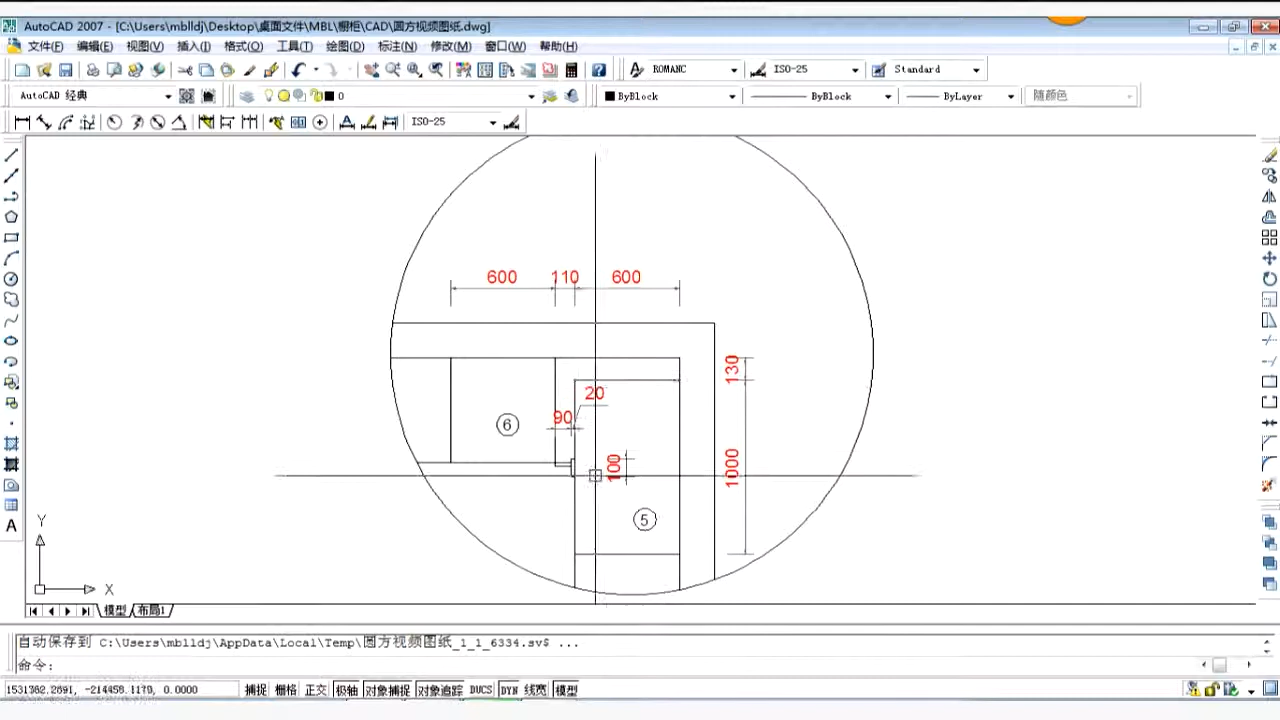 AutoCAD 2007 - [C:\Users\mblldj\Desktop\桌面文件\MBL\橱柜\CAD\圆方视频图纸.dwg]
文件(F) 编辑(E) 视图(V) 插入(I) 格式(O) 工具(T) 绘图(D) 标注(N) 修改(M) 窗口(W) 帮助(H)
ROMANC ISO-25 Standard
AutoCAD 经典 0 ByBlock ByBlock ByLayer 随颜色
ISO-25
600 110 600
130
20
90
6
100
1000
5
Y
X
A
模型 布局1
自动保存到 C:\Users\mblldj\AppData\Local\Temp\圆方视频图纸_1_1_6334.sv$ ...
命令:
捕捉 栅格 正交 极轴 对象捕捉 对象追踪 DUCS DYN 线宽 模型